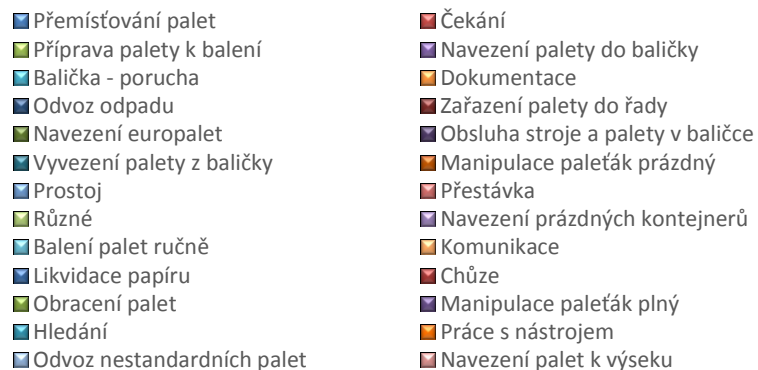 Přemísťování palet
Čekání
Příprava palety k balení
Navezení palety do baličky
Balička - porucha
Dokumentace
Odvoz odpadu
Zařazení palety do řady
Navezení europalet
Obsluha stroje a palety v baličce
Vyvezení palety z baličky
Manipulace paleťák prázdný
Prostoj
Přestávka
Různé
Navezení prázdných kontejnerů
Balení palet ručně
Komunikace
Likvidace papíru
Chůze
Obracení palet
Manipulace paleťák plný
Hledání
Práce s nástrojem
Odvoz nestandardních palet
Navezení palet k výseku